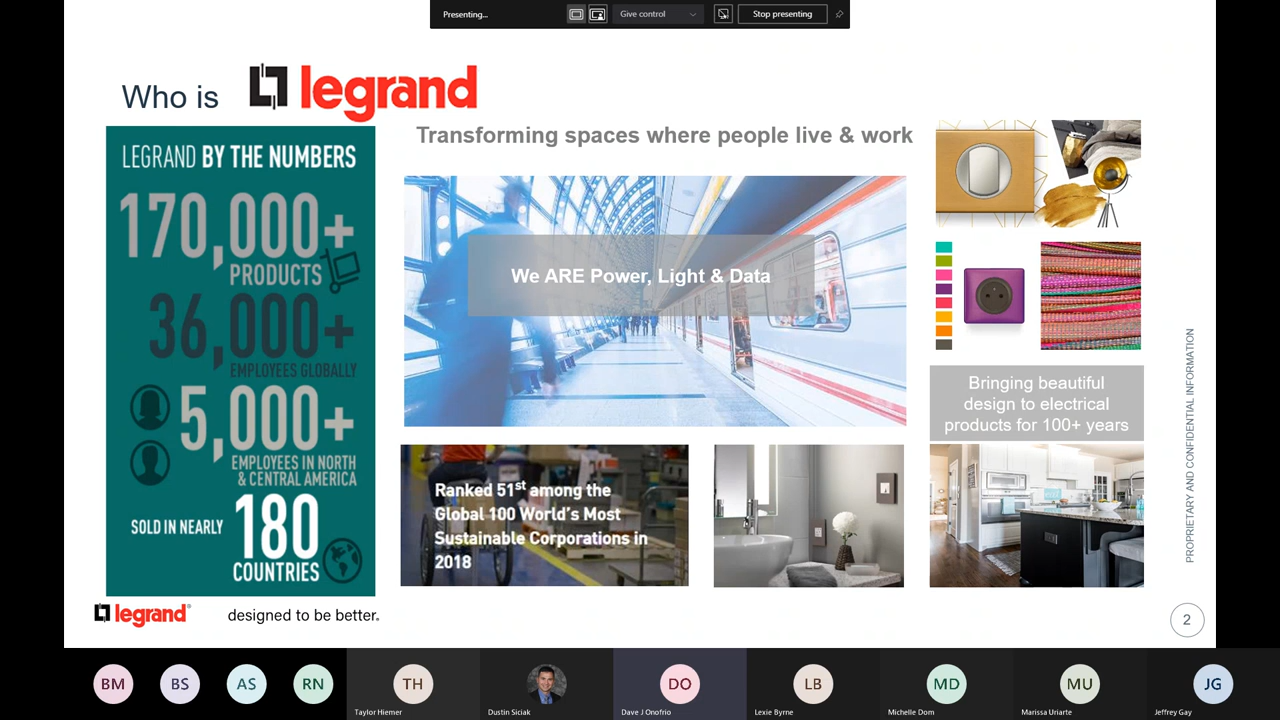 Presenting...
Give control
Stop presenting
Who is legrand
Transforming spaces where people live & work
LEGRAND BY THE NUMBERS
170,000+
PRODUCTS
36,000+
EMPLOYEES GLOBALLY
5,000+
EMPLOYEES IN NORTH
& CENTRAL AMERICA
SOLD IN NEARLY 180
COUNTRIES
We ARE Power, Light & Data
Ranked 51st among the
Global 100 World's Most
Sustainable Corporations in
2018
Bringing beautiful
design to electrical
products for 100+ years
PROPRIETARY AND CONFIDENTIAL INFORMATION
legrand® designed to be better.®
2
BM BS AS RN TH DO LB MD MU JG
Taylor Hiemer Dustin Siciak Dave J Onofrio Lexie Byrne Michelle Dom Marissa Uriarte Jeffrey Gay